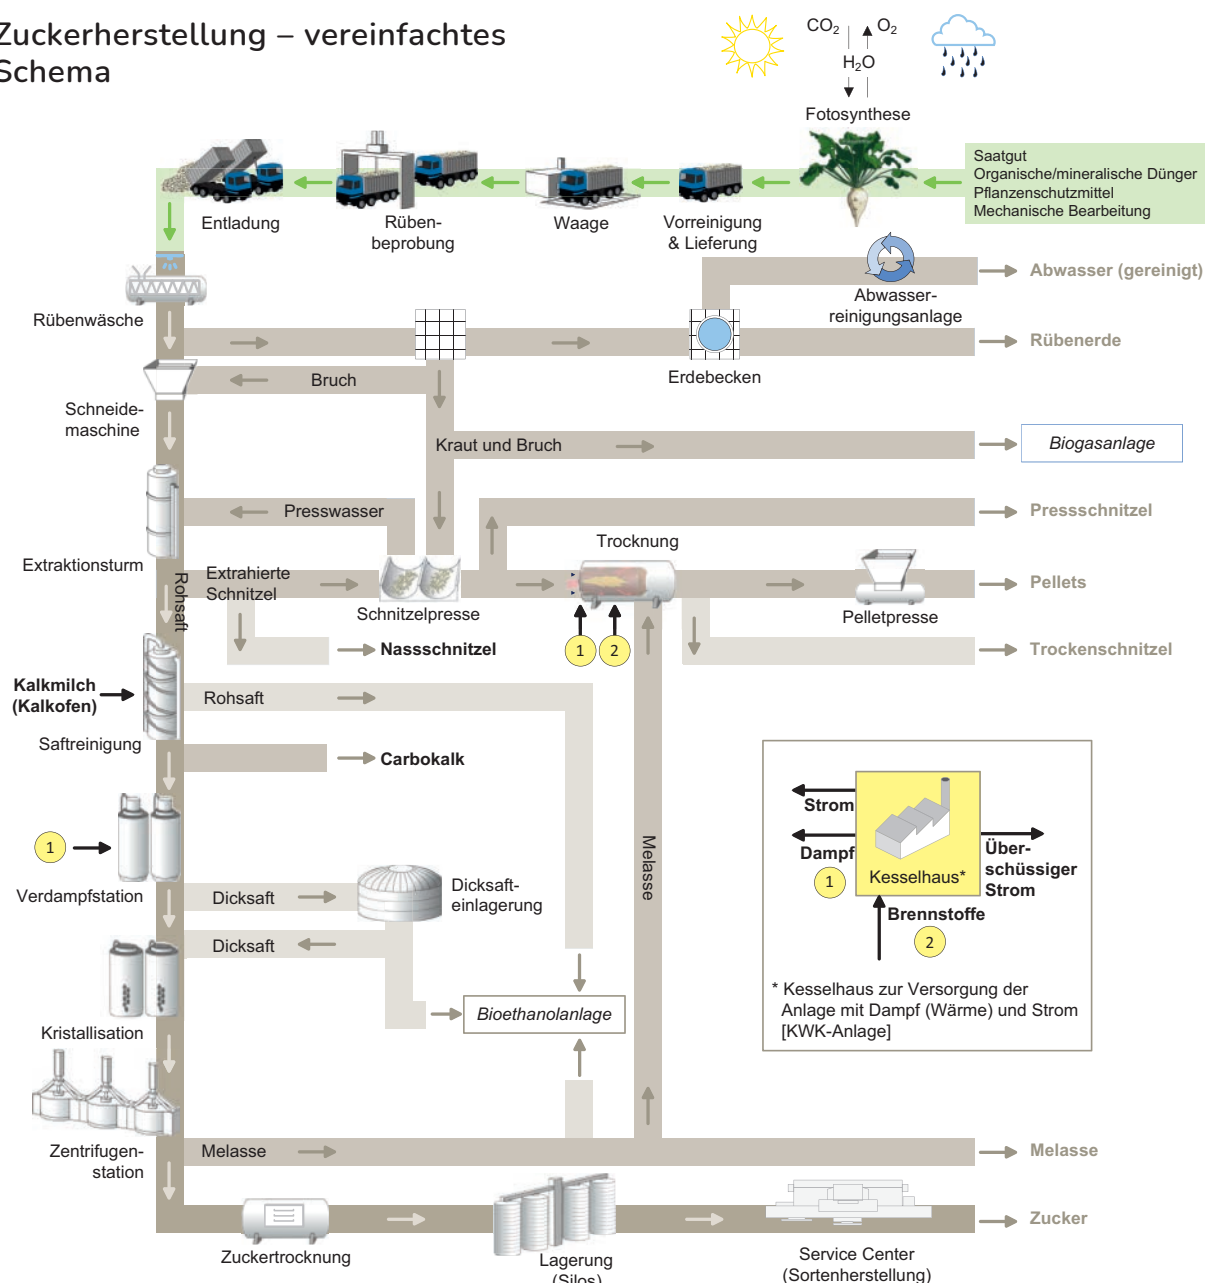 Zuckerherstellung – vereinfachtes
Schema
CO2
O2
H2O
Fotosynthese
Saatgut
Organische/mineralische Dünger
Pflanzenschutzmittel
Mechanische Bearbeitung
Entladung
Rüben-
beprobung
Waage
Vorreinigung
& Lieferung
Abwasser-
reinigungsanlage
Abwasser (gereinigt)
Rübenwäsche
Rübenerde
Erdebecken
Bruch
Schneide-
maschine
Kraut und Bruch
Biogasanlage
Presswasser
Pressschnitzel
Extraktionsturm
Rohsaft
Extrahierte
Schnitzel
Schnitzelpresse
Trocknung
Pelletpresse
Pellets
1
2
Nassschnitzel
Trockenschnitzel
Kalkmilch
(Kalkofen)
Rohsaft
Saftreinigung
Carbokalk
1
Verdampfstation
Melasse
Dicksaft
Dicksaft-
einlagerung
Dicksaft
Strom
Dampf
1
Kesselhaus*
Über-
schüssiger
Strom
Brennstoffe
2
* Kesselhaus zur Versorgung der
Anlage mit Dampf (Wärme) und Strom
[KWK-Anlage]
Bioethanolanlage
Kristallisation
Zentrifugen-
station
Melasse
Melasse
Zucker
Zuckertrocknung
Lagerung
(Silos)
Service Center
(Sortenherstellung)